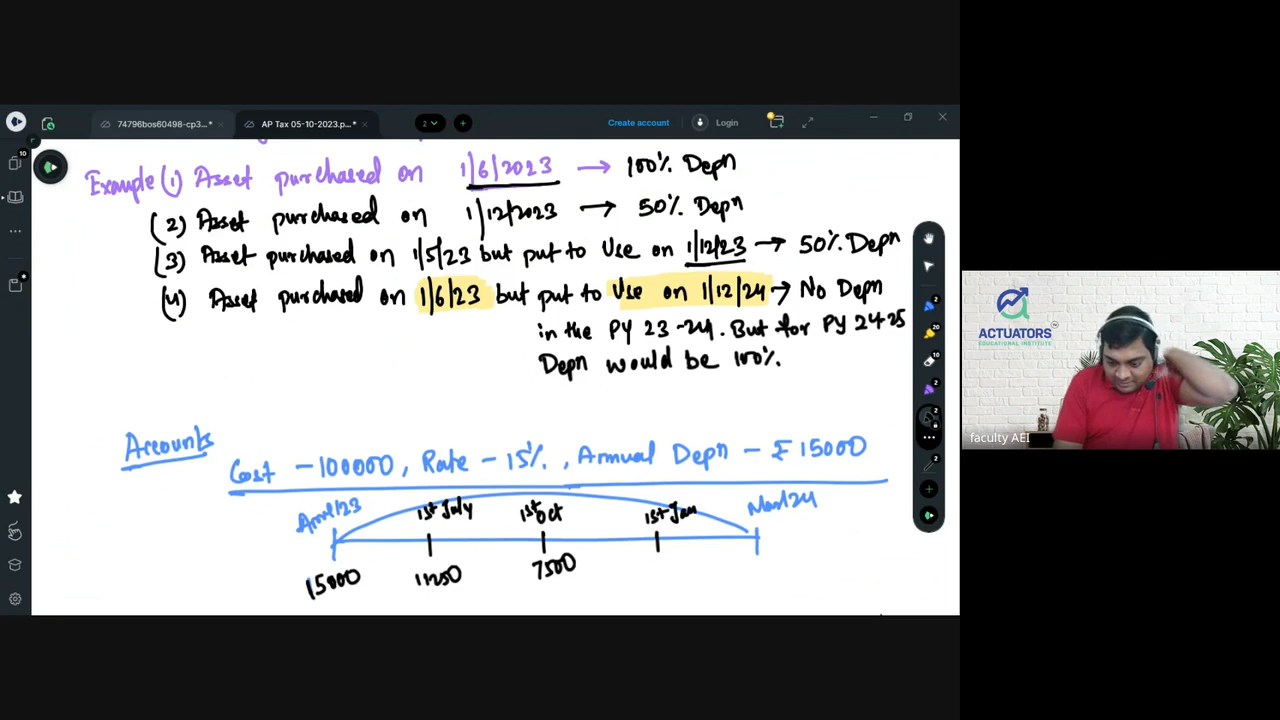 74796bos60498-cp3...*
AP Tax 05-10-2023.p...*
2
Create account
Login
Example (1) Asset purchased on 1/6/2023 → 100% Depn
(2) Asset purchased on 1/12/2023 → 50% Depn
(3) Asset purchased on 1/5/23 but put to Use on 1/12/23 → 50% Depn
(4) Asset purchased on 1/6/23 but put to Use on 1/12/24 → No Depn
in the PY 23-24. But for PY 24 25
Depn would be 100%.
Accounts
Cost - 100000, Rate - 15%, Annual Depn - ₹ 15000
April 23 1st July 1st Oct 1st Jan Mar 24
15000 11250 7500
ACTUATORS
EDUCATIONAL INSTITUTE
faculty AEI